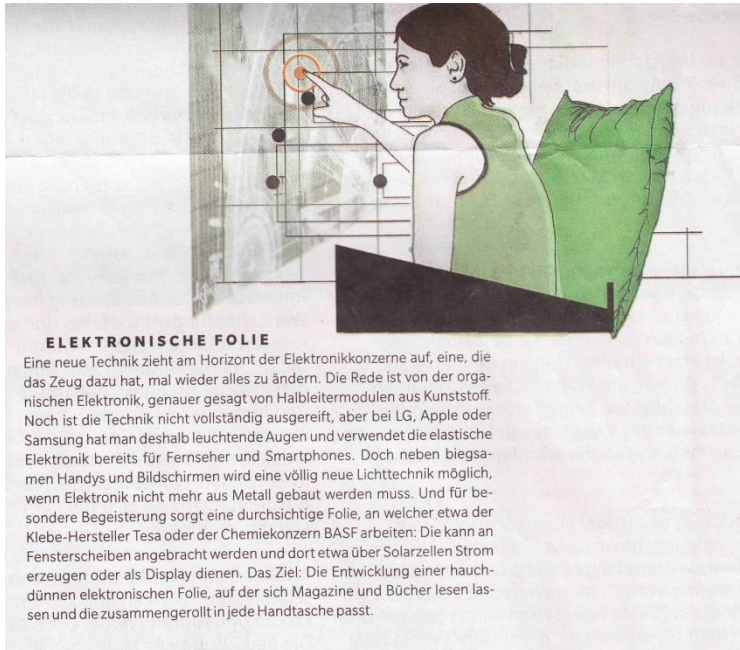 ELEKTRONISCHE FOLIE
Eine neue Technik zieht am Horizont der Elektronikkonzerne auf, eine, die
das Zeug dazu hat, mal wieder alles zu ändern. Die Rede ist von der orga-
nischen Elektronik, genauer gesagt von Halbleitermodulen aus Kunststoff.
Noch ist die Technik nicht vollständig ausgereift, aber bei LG, Apple oder
Samsung hat man deshalb leuchtende Augen und verwendet die elastische
Elektronik bereits für Fernseher und Smartphones. Doch neben biegsa-
men Handys und Bildschirmen wird eine völlig neue Lichttechnik möglich,
wenn Elektronik nicht mehr aus Metall gebaut werden muss. Und für be-
sondere Begeisterung sorgt eine durchsichtige Folie, an welcher etwa der
Klebe-Hersteller Tesa oder der Chemiekonzern BASF arbeiten: Die kann an
Fensterscheiben angebracht werden und dort etwa über Solarzellen Strom
erzeugen oder als Display dienen. Das Ziel: Die Entwicklung einer hauch-
dünnen elektronischen Folie, auf der sich Magazine und Bücher lesen las-
sen und die zusammengerollt in jede Handtasche passt.